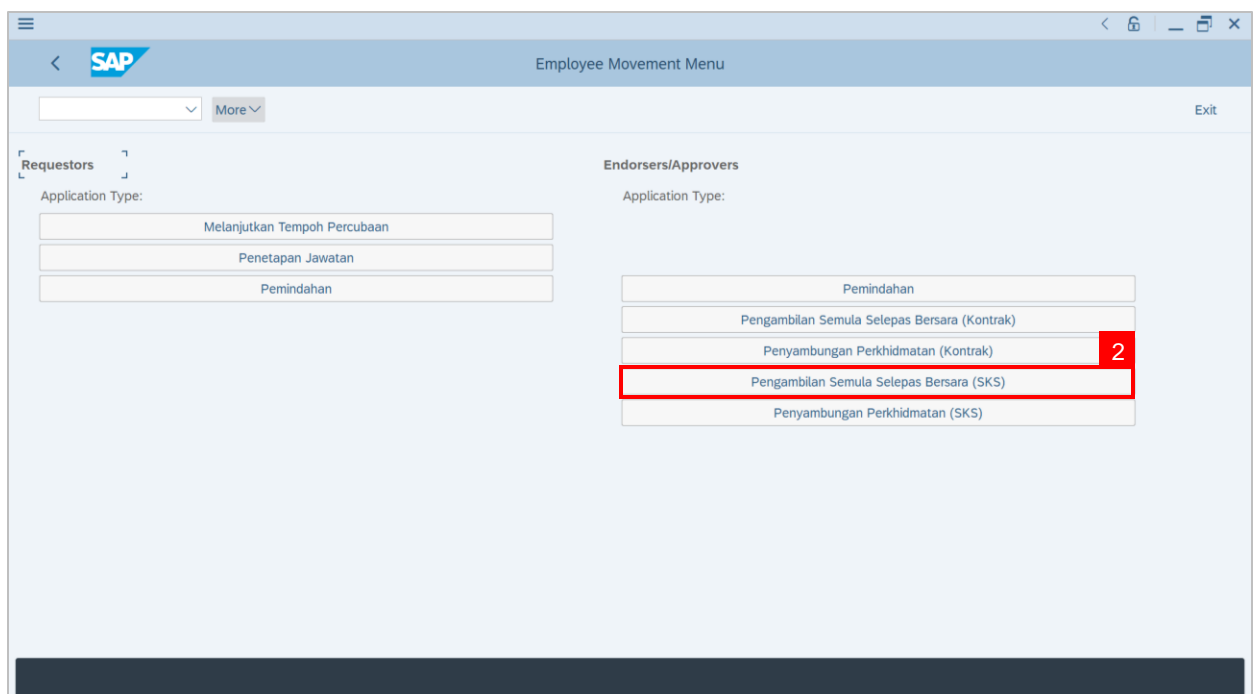 SAP
Employee Movement Menu
More
Exit
Requestors
Application Type:
Melanjutkan Tempoh Percubaan
Penetapan Jawatan
Pemindahan
Endorsers/Approvers
Application Type:
Pemindahan
Pengambilan Semula Selepas Bersara (Kontrak)
Penyambungan Perkhidmatan (Kontrak)
2
Pengambilan Semula Selepas Bersara (SKS)
Penyambungan Perkhidmatan (SKS)